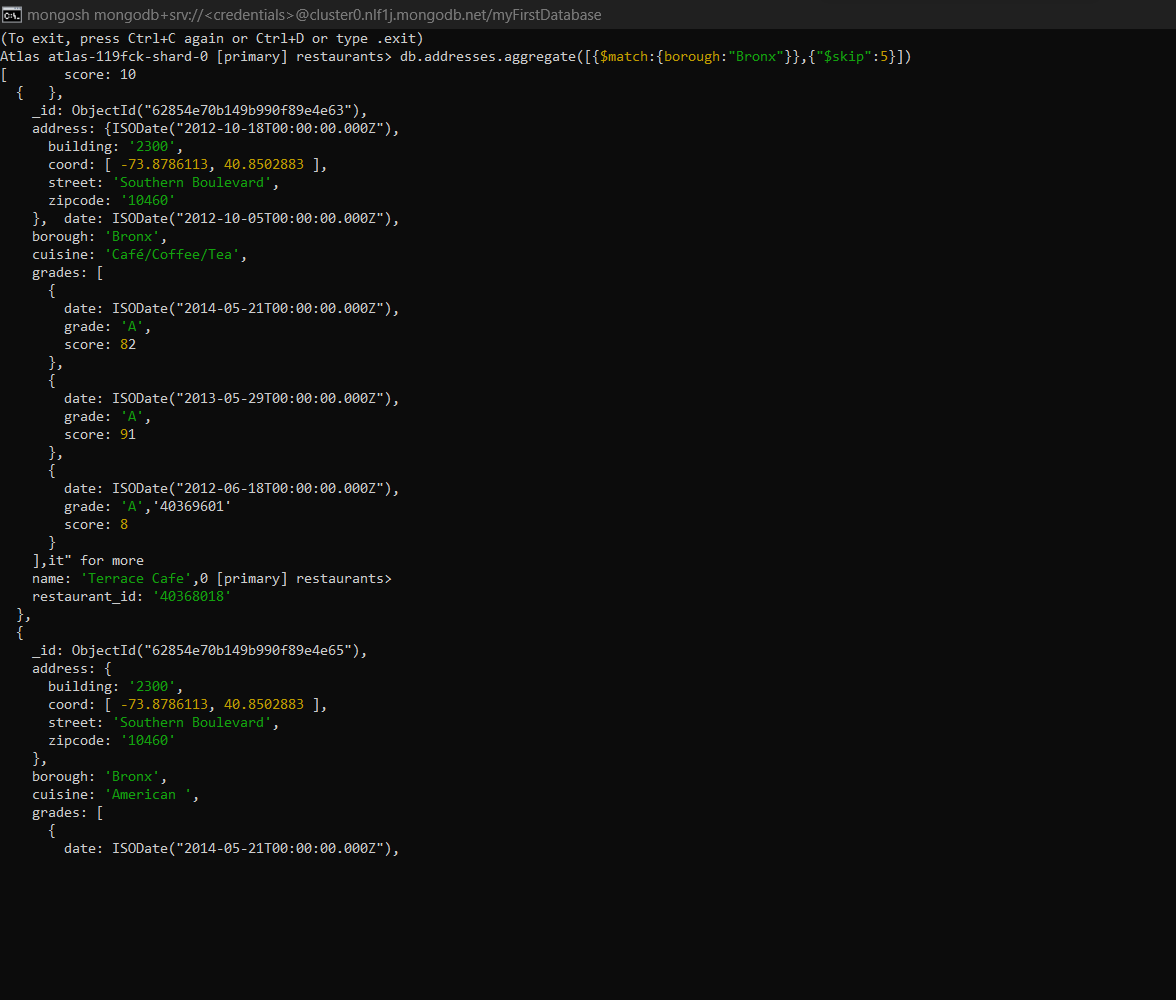 mongosh mongodb+srv://<credentials>@cluster0.nlf1j.mongodb.net/myFirstDatabase
(To exit, press Ctrl+C again or Ctrl+D or type .exit)
Atlas atlas-119fck-shard-0 [primary] restaurants> db.addresses.aggregate([{$match:{borough:"Bronx"}},{"$skip":5}])
[       score: 10
  {   },
    _id: ObjectId("62854e70b149b990f89e4e63"),
    address: {ISODate("2012-10-18T00:00:00.000Z"),
      building: '2300',
      coord: [ -73.8786113, 40.8502883 ],
      street: 'Southern Boulevard',
      zipcode: '10460'
    },  date: ISODate("2012-10-05T00:00:00.000Z"),
    borough: 'Bronx',
    cuisine: 'Café/Coffee/Tea',
    grades: [
      {
        date: ISODate("2014-05-21T00:00:00.000Z"),
        grade: 'A',
        score: 82
      },
      {
        date: ISODate("2013-05-29T00:00:00.000Z"),
        grade: 'A',
        score: 91
      },
      {
        date: ISODate("2012-06-18T00:00:00.000Z"),
        grade: 'A','40369601'
        score: 8
      }
    ],it" for more
    name: 'Terrace Cafe',0 [primary] restaurants>
    restaurant_id: '40368018'
  },
  {
    _id: ObjectId("62854e70b149b990f89e4e65"),
    address: {
      building: '2300',
      coord: [ -73.8786113, 40.8502883 ],
      street: 'Southern Boulevard',
      zipcode: '10460'
    },
    borough: 'Bronx',
    cuisine: 'American ',
    grades: [
      {
        date: ISODate("2014-05-21T00:00:00.000Z"),